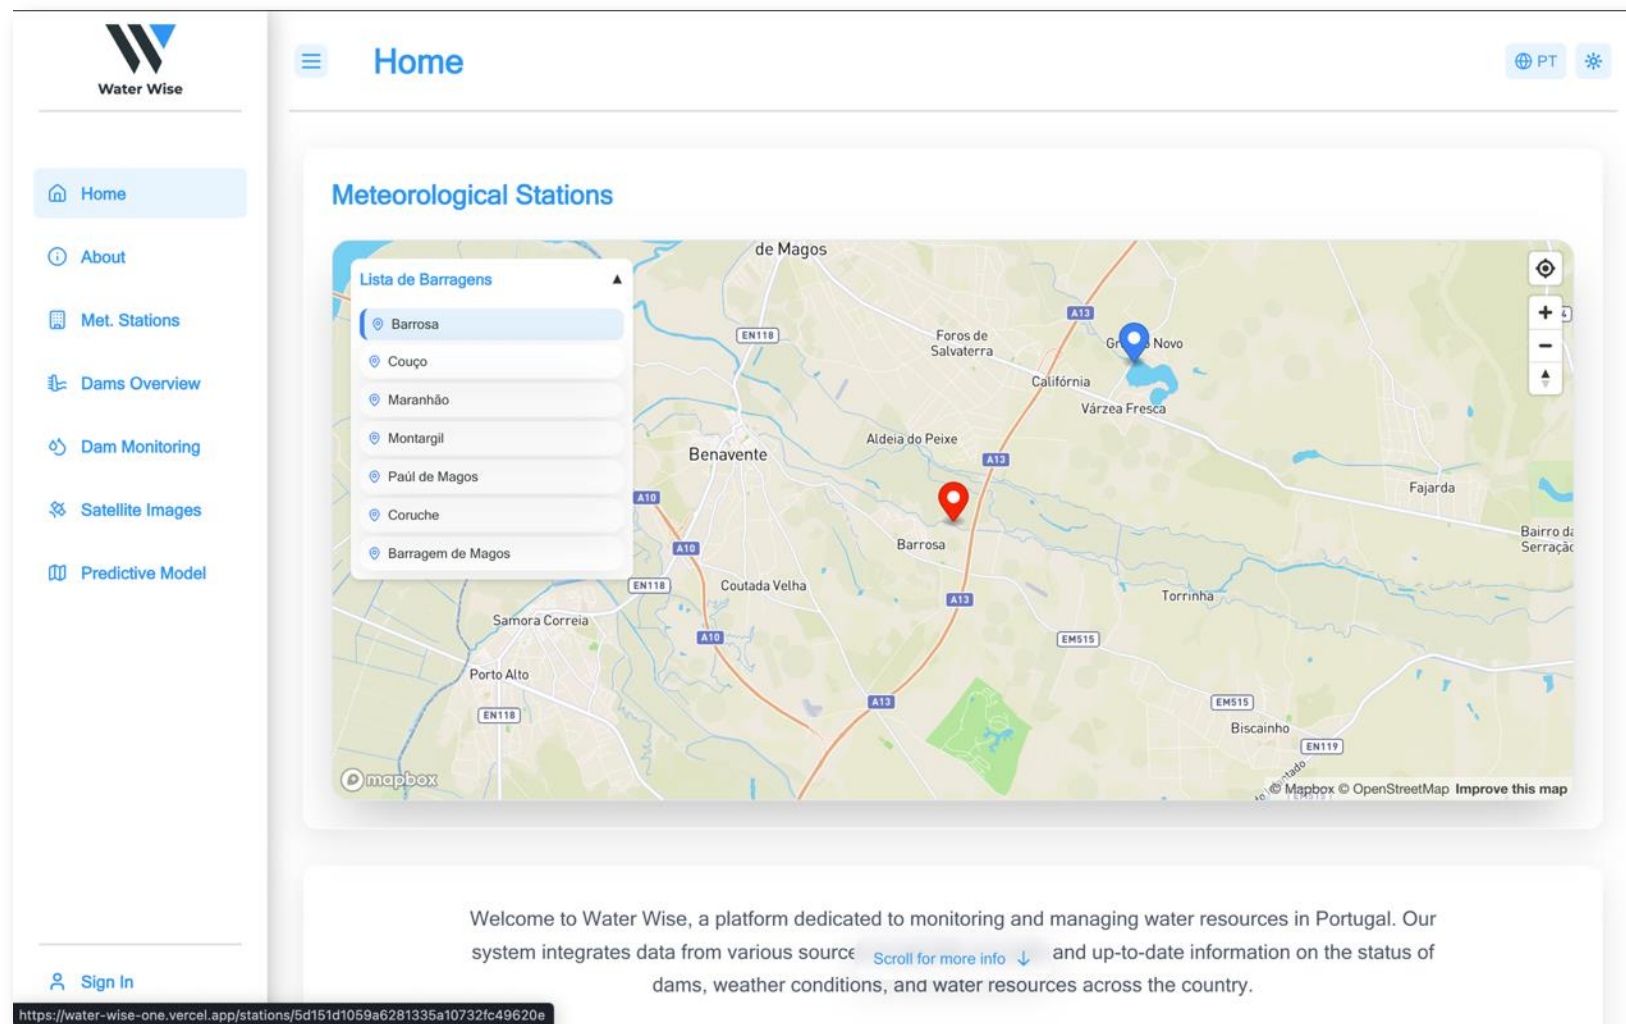 Water Wise
Home
PT
Home
About
Met. Stations
Dams Overview
Dam Monitoring
Satellite Images
Predictive Model
Sign In
Meteorological Stations
Lista de Barragens ▲
Barrosa
Couço
Maranhão
Montargil
Paúl de Magos
Coruche
Barragem de Magos
de Magos
EN118
Foros de
Salvaterra
A13
Novo
Califórnia
Várzea Fresca
Aldeia do Peixe
Benavente
A13
Fajarda
A10
Bairro da
Serração
Barrosa
A10
EN118
Coutada Velha
A13
Torrinha
Samora Correia
A10
EM515
Porto Alto
A13
EM515
EN118
Biscainho
EN119
mapbox
© Mapbox © OpenStreetMap Improve this map
Welcome to Water Wise, a platform dedicated to monitoring and managing water resources in Portugal. Our
system integrates data from various source and up-to-date information on the status of
Scroll for more info ↓
dams, weather conditions, and water resources across the country.
https://water-wise-one.vercel.app/stations/5d151d1059a6281335a10732fc49620e